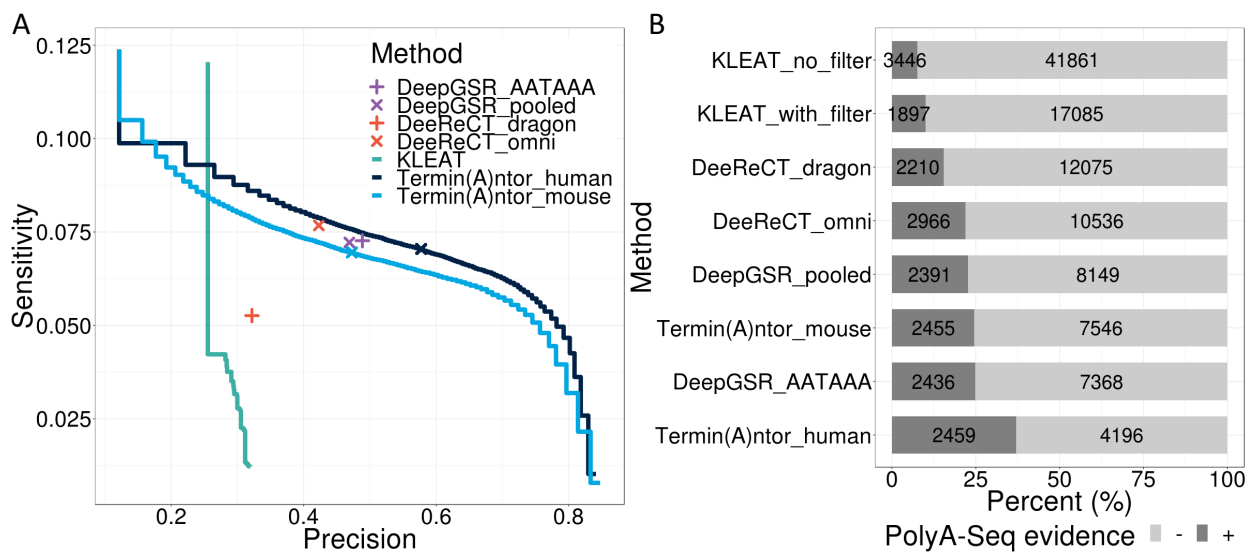 A
Method
DeepGSR_AATAAA
DeepGSR_pooled
DeeReCT_dragon
DeeReCT_omni
KLEAT
Termin(A)ntor_human
Termin(A)ntor_mouse
0.125
0.100
0.075
0.050
0.025
Sensitivity
0.2 0.4 0.6 0.8
Precision
B
Method
KLEAT_no_filter 3446 41861
KLEAT_with_filter 1897 17085
DeeReCT_dragon 2210 12075
DeeReCT_omni 2966 10536
DeepGSR_pooled 2391 8149
Termin(A)ntor_mouse 2455 7546
DeepGSR_AATAAA 2436 7368
Termin(A)ntor_human 2459 4196
0 25 50 75 100
Percent (%)
PolyA-Seq evidence - +